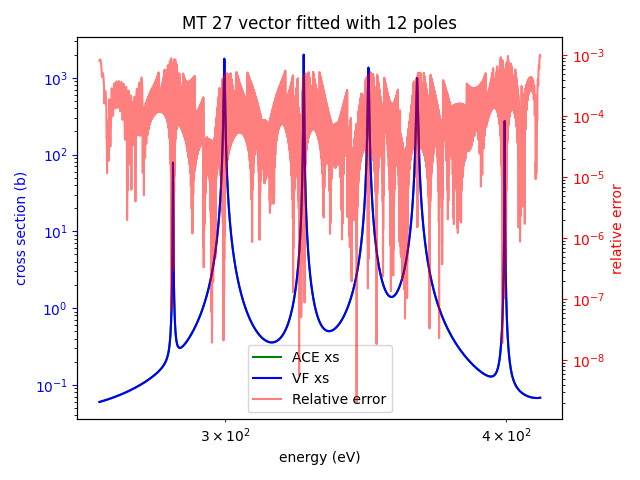 MT 27 vector fitted with 12 poles
cross section (b)
10³
10²
10¹
10⁰
10⁻¹
10⁻³
10⁻⁴
10⁻⁵
10⁻⁶
10⁻⁷
10⁻⁸
relative error
ACE xs
VF xs
Relative error
3 × 10²
4 × 10²
energy (eV)